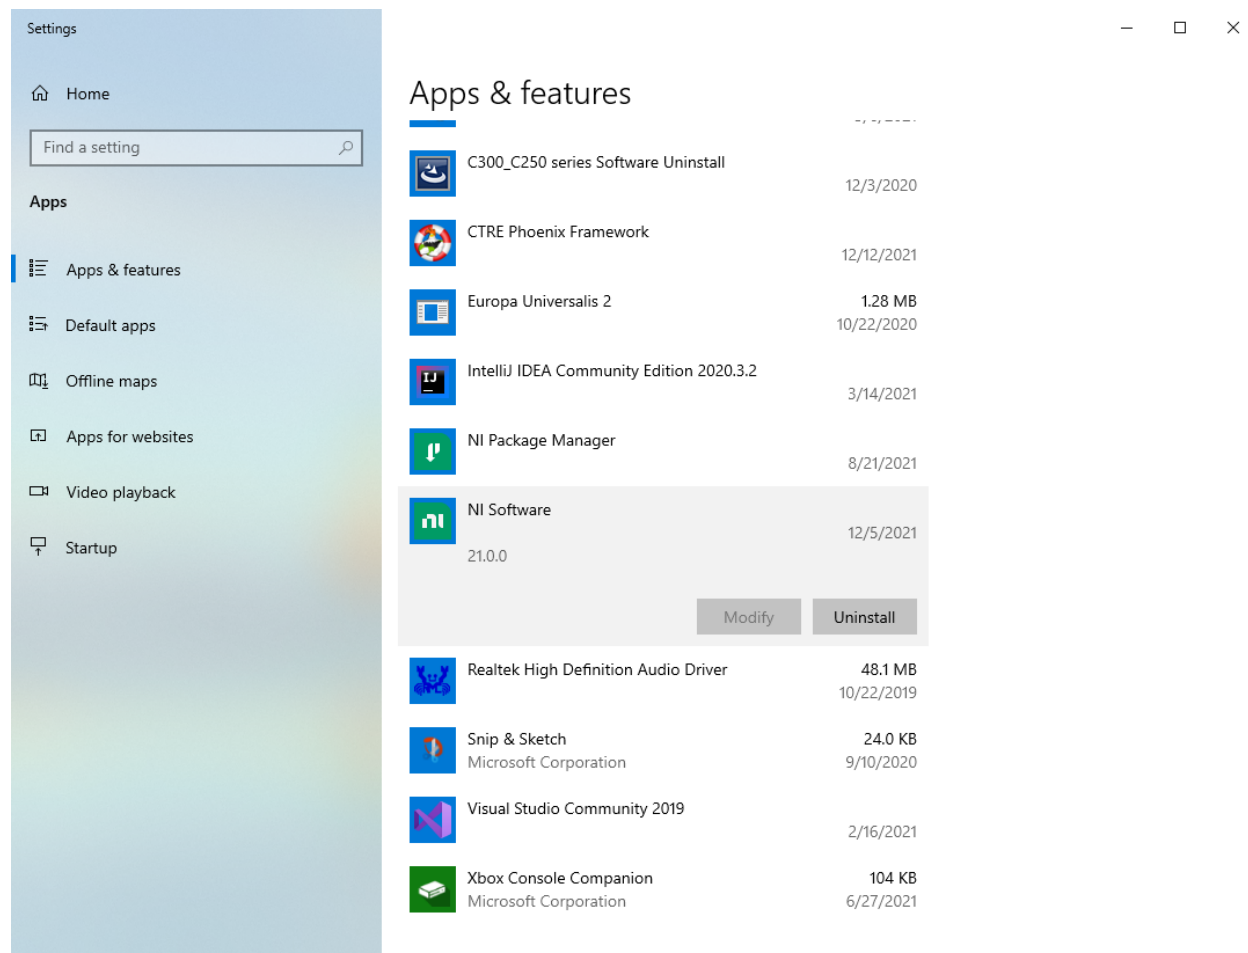 Settings
Home
Find a setting
Apps
Apps & features
Default apps
Offline maps
Apps for websites
Video playback
Startup
Apps & features
C300_C250 series Software Uninstall
12/3/2020
CTRE Phoenix Framework
12/12/2021
Europa Universalis 2
1.28 MB
10/22/2020
IntelliJ IDEA Community Edition 2020.3.2
3/14/2021
NI Package Manager
8/21/2021
NI Software
12/5/2021
21.0.0
Modify
Uninstall
Realtek High Definition Audio Driver
48.1 MB
10/22/2019
Snip & Sketch
24.0 KB
Microsoft Corporation
9/10/2020
Visual Studio Community 2019
2/16/2021
Xbox Console Companion
104 KB
Microsoft Corporation
6/27/2021